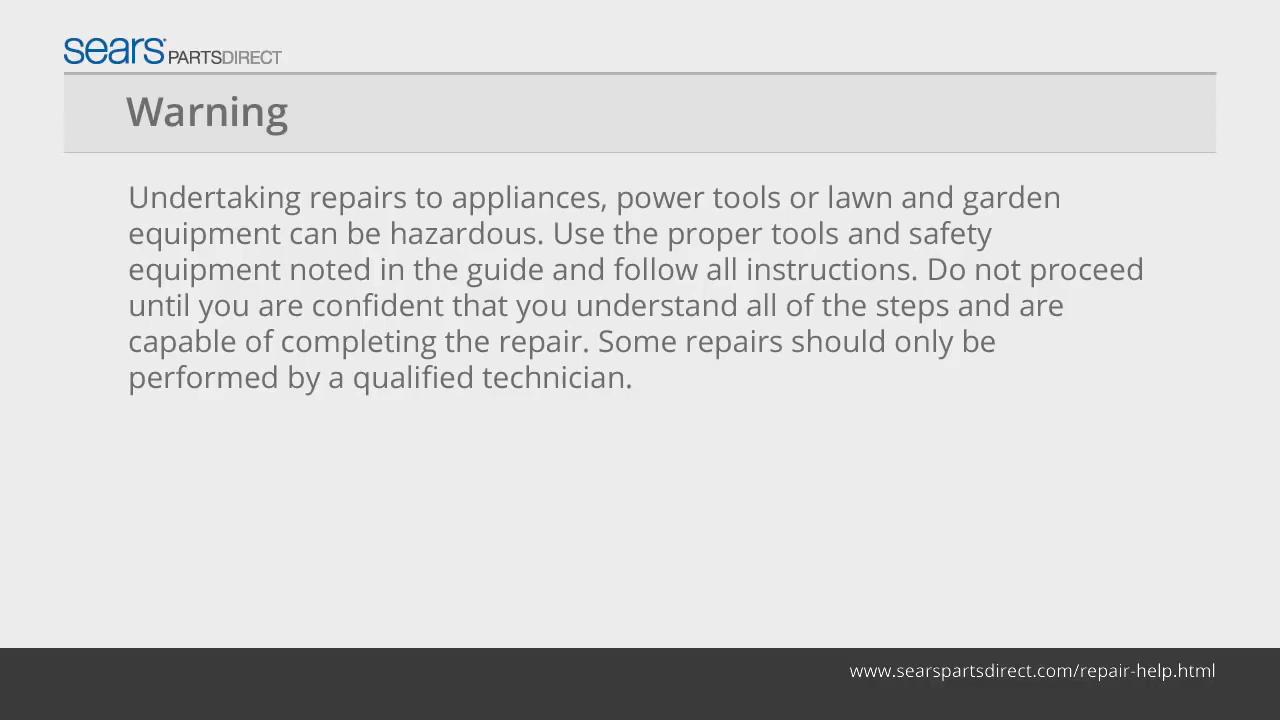 sears PARTSDIRECT
Warning
Undertaking repairs to appliances, power tools or lawn and garden
equipment can be hazardous. Use the proper tools and safety
equipment noted in the guide and follow all instructions. Do not proceed
until you are confident that you understand all of the steps and are
capable of completing the repair. Some repairs should only be
performed by a qualified technician.
www.searspartsdirect.com/repair-help.html